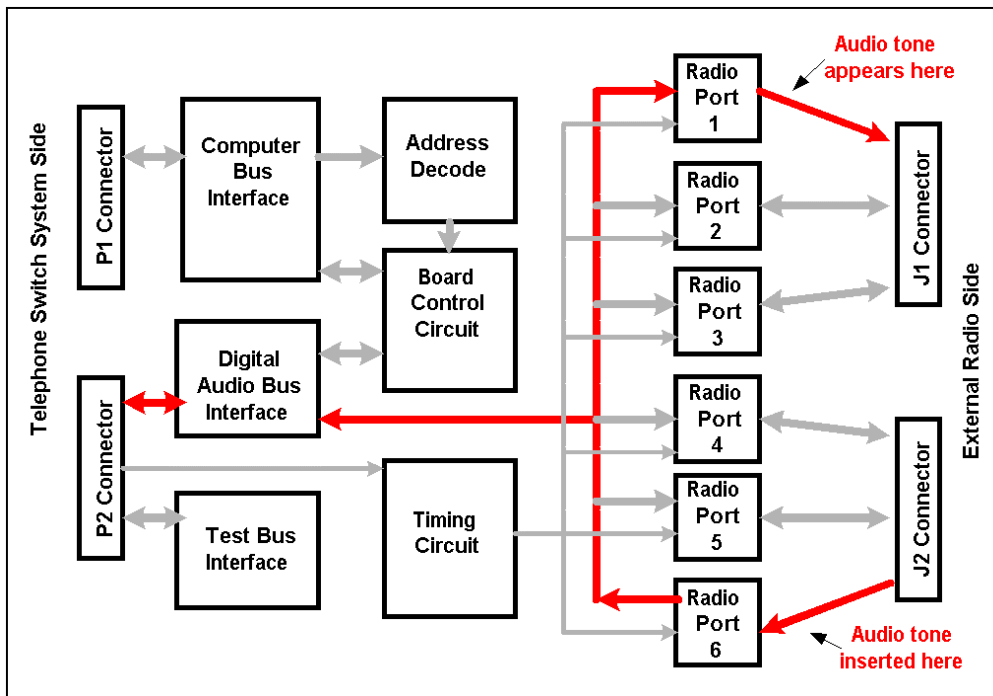 Telephone Switch System Side
P1 Connector
Computer
Bus
Interface
Address
Decode
Board
Control
Circuit
Digital
Audio Bus
Interface
P2 Connector
Test Bus
Interface
Timing
Circuit
Radio
Port
1
Radio
Port
2
Radio
Port
3
Radio
Port
4
Radio
Port
5
Radio
Port
6
Audio tone
appears here
J1 Connector
External Radio Side
J2 Connector
Audio tone
inserted here